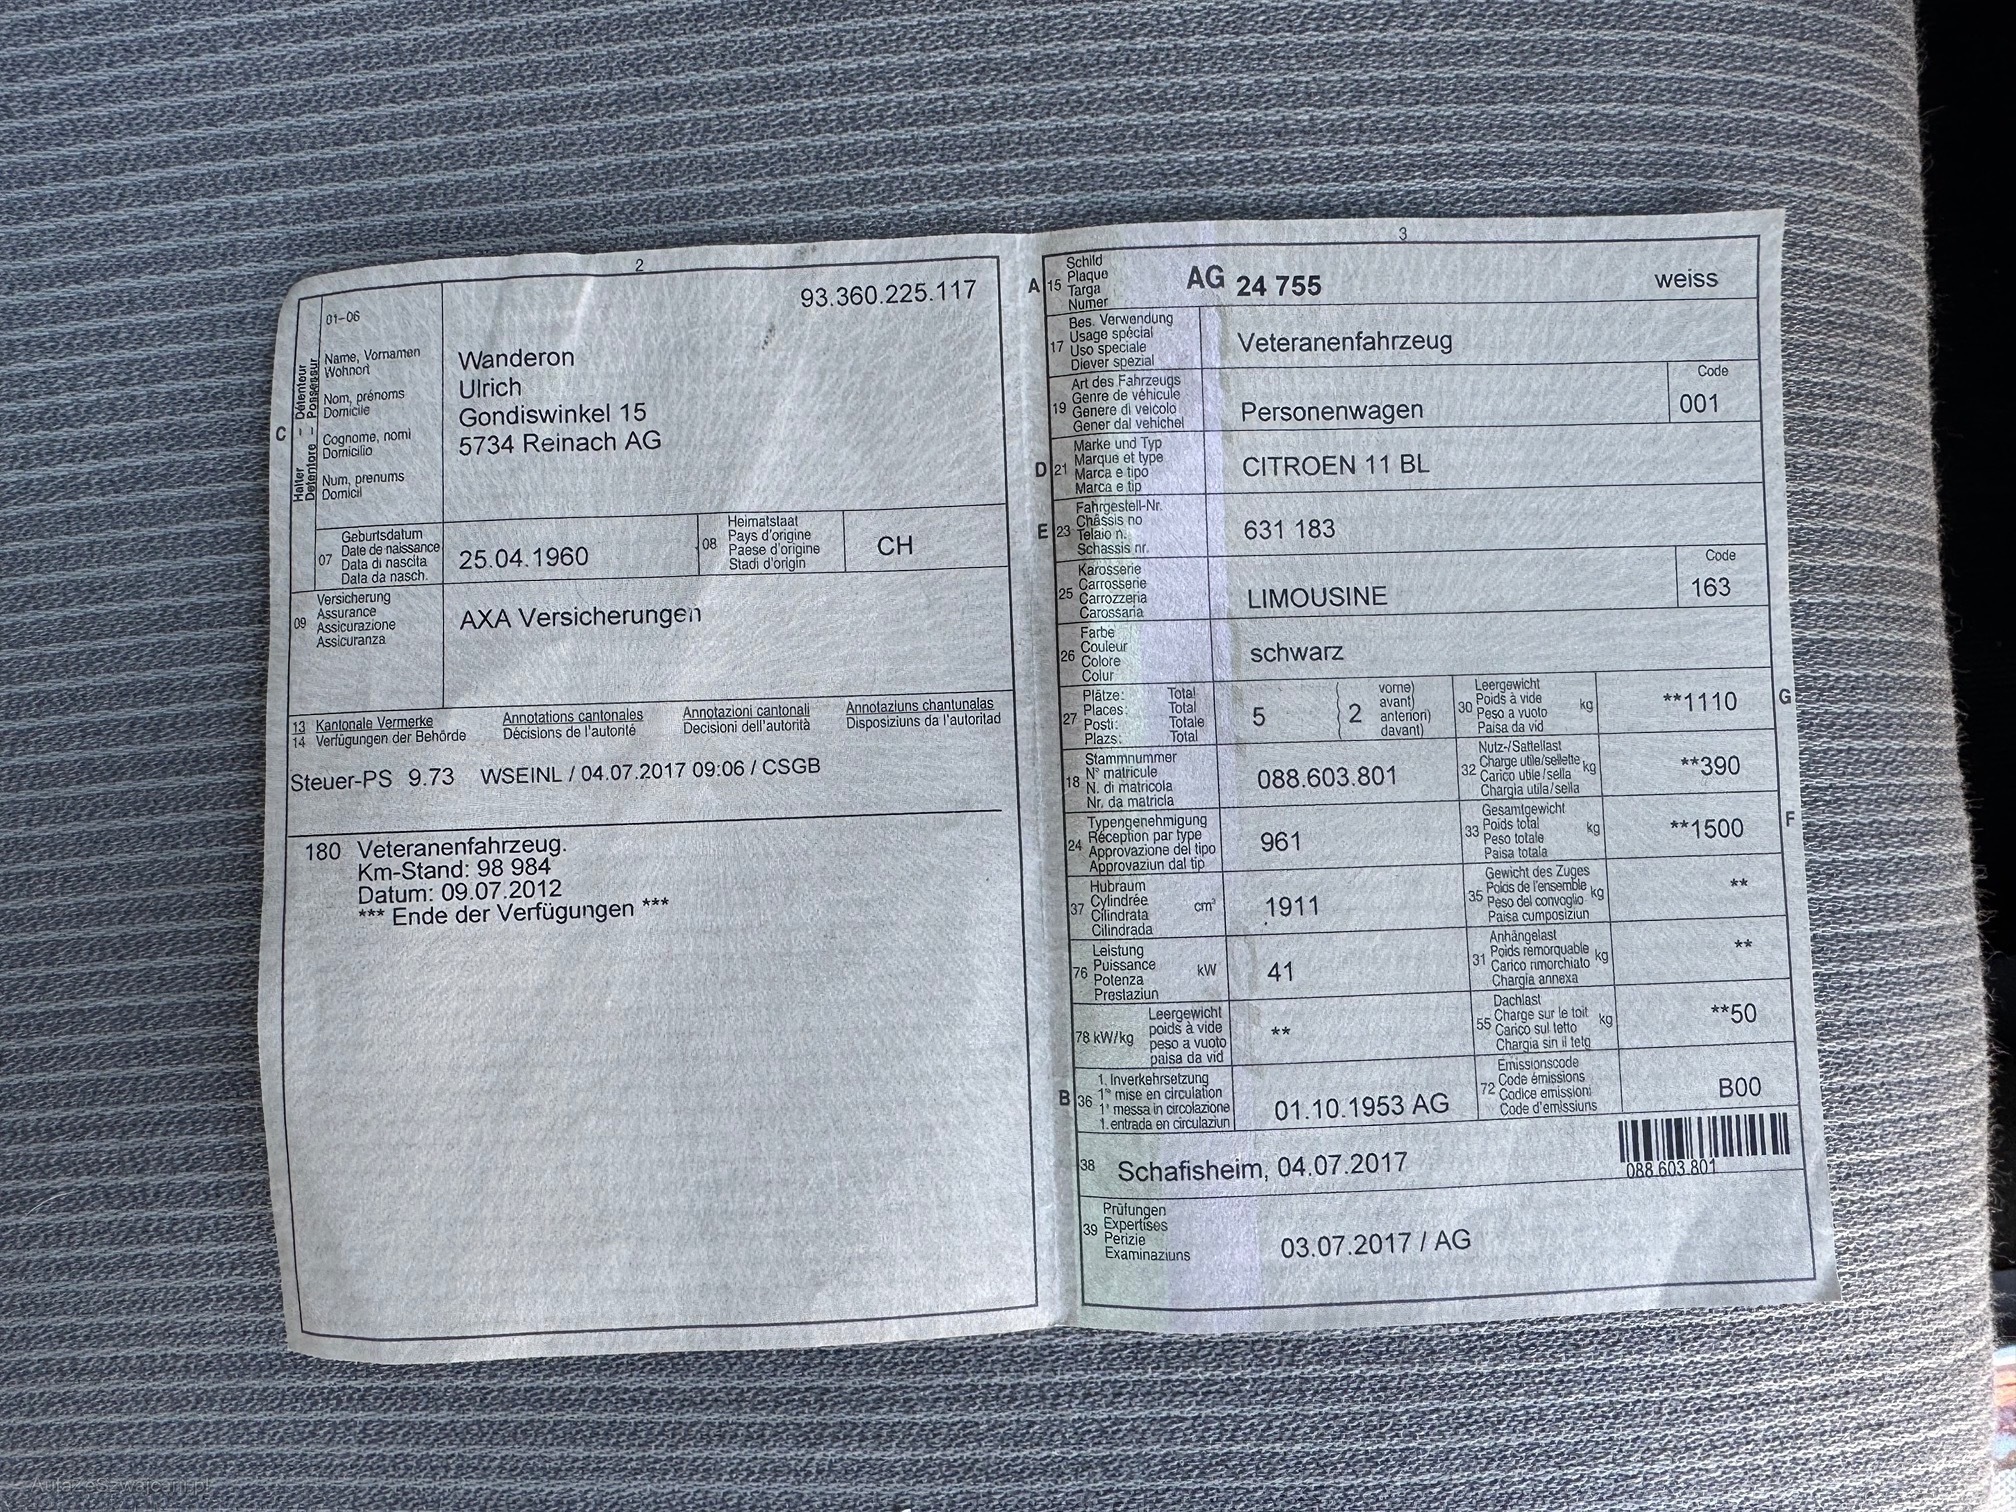 2
93.360.225.117
C
Halter – Détenteur
Detentore – Possessur
01–06
Name, Vornamen
Wohnort
Nom, prénoms
Domicile
Cognome, nomi
Domicilio
Num, prenums
Domicil
Wanderon
Ulrich
Gondiswinkel 15
5734 Reinach AG
07
Geburtsdatum
Date de naissance
Data di nascita
Data da nasch.
25.04.1960
08
Heimatstaat
Pays d'origine
Paese d'origine
Stadi d'origin
CH
09
Versicherung
Assurance
Assicurazione
Assicuranza
AXA Versicherungen
13 Kantonale Vermerke Annotations cantonales Annotazioni cantonali Annotaziuns chantunalas
14 Verfügungen der Behörde Décisions de l'autorité Decisioni dell'autorità Disposiziuns da l'autoritad
Steuer-PS 9.73 WSEINL / 04.07.2017 09:06 / CSGB
180 Veteranenfahrzeug.
Km-Stand: 98 984
Datum: 09.07.2012
*** Ende der Verfügungen ***
3
A
15
Schild
Plaque
Targa
Numer
AG 24 755 weiss
17
Bes. Verwendung
Usage spécial
Uso speciale
Diever spezial
Veteranenfahrzeug
19
Art des Fahrzeugs
Genre de véhicule
Genere di veicolo
Gener dal vehichel
Personenwagen
Code
001
D
21
Marke und Typ
Marque et type
Marca e tipo
Marca e tip
CITROEN 11 BL
E
23
Fahrgestell-Nr.
Châssis no
Telaio n.
Schassis nr.
631 183
25
Karosserie
Carrosserie
Carrozzeria
Carossaria
LIMOUSINE
Code
163
26
Farbe
Couleur
Colore
Colur
schwarz
27
Plätze: Total
Places: Total
Posti: Totale
Plazs: Total
5
2
vorne)
avant)
anteriori)
davant)
30
Leergewicht
Poids à vide
Peso a vuoto
Paisa da vid
kg
**1110
G
18
Stammnummer
N° matricule
N. di matricola
Nr. da matricla
088.603.801
32
Nutz-/Sattellast
Charge utile/sellette
Carico utile/sella
Chargia utila/sella
kg
**390
24
Typengenehmigung
Réception par type
Approvazione del tipo
Approvaziun dal tip
961
33
Gesamtgewicht
Poids total
Peso totale
Paisa totala
kg
**1500
F
37
Hubraum
Cylindrée
Cilindrata
Cilindrada
cm³
1911
35
Gewicht des Zuges
Poids de l'ensemble
Peso del convoglio
Paisa cumposiziun
kg
**
76
Leistung
Puissance
Potenza
Prestaziun
kW
41
31
Anhängelast
Poids remorquable
Carico rimorchiato
Chargia annexa
kg
**
78 kW/kg
Leergewicht
poids à vide
peso a vuoto
paisa da vid
**
55
Dachlast
Charge sur le toit
Carico sul tetto
Chargia sin il tetg
kg
**50
B
36
1. Inverkehrsetzung
1re mise en circulation
1a messa in circolazione
1. entrada en circulaziun
01.10.1953 AG
72
Emissionscode
Code émissions
Codice emissioni
Code d'emissiuns
B00
38
Schafisheim, 04.07.2017
088.603.801
39
Prüfungen
Expertises
Perizie
Examinaziuns
03.07.2017 / AG
AutazeSzwajcarii.pl